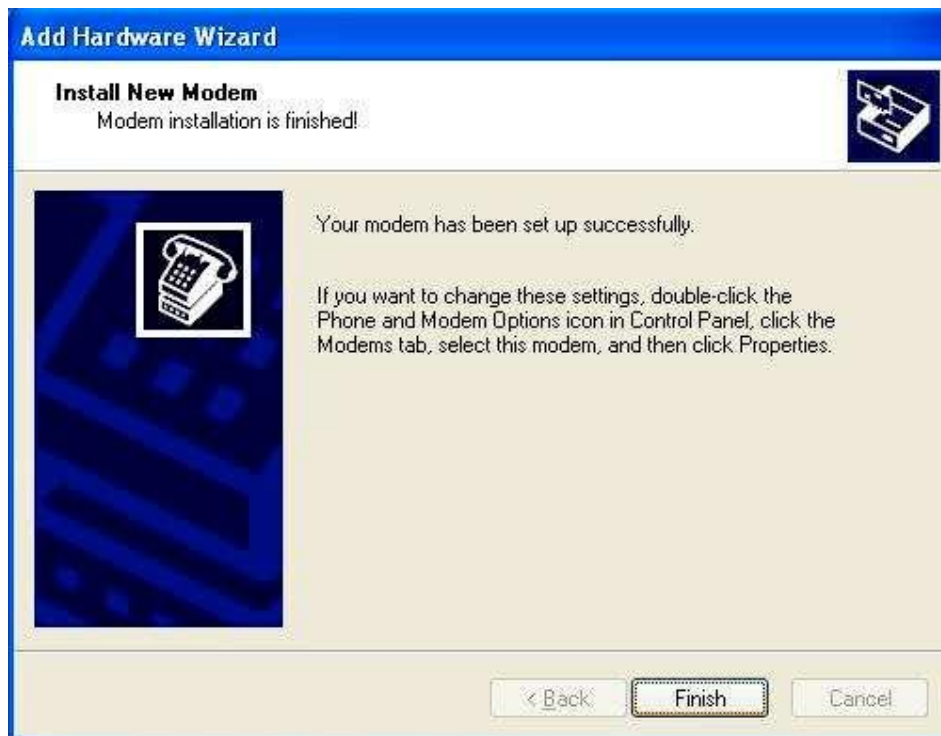 Add Hardware Wizard
Install New Modem
Modem installation is finished!
Your modem has been set up successfully.
If you want to change these settings, double-click the
Phone and Modem Options icon in Control Panel, click the
Modems tab, select this modem, and then click Properties.
< Back
Finish
Cancel